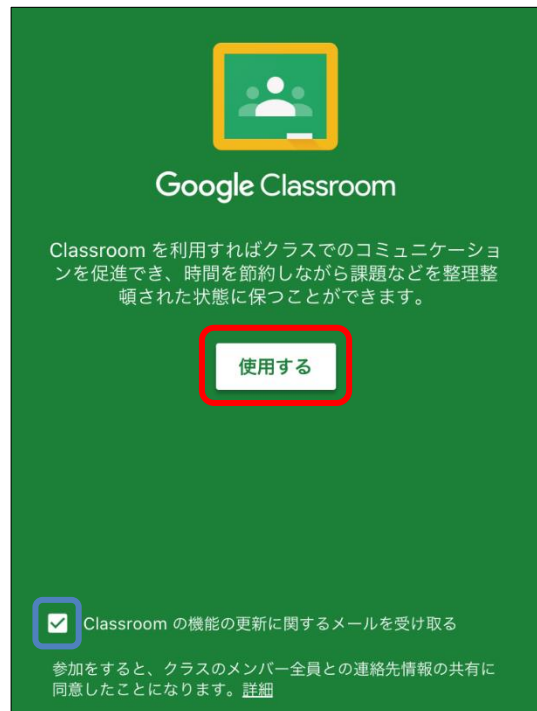 Google Classroom
Classroom を利用すればクラスでのコミュニケーショ
ンを促進でき、時間を節約しながら課題などを整理整
頓された状態に保つことができます。
使用する
Classroom の機能の更新に関するメールを受け取る
参加をすると、クラスのメンバー全員との連絡先情報の共有に
同意したことになります。詳細